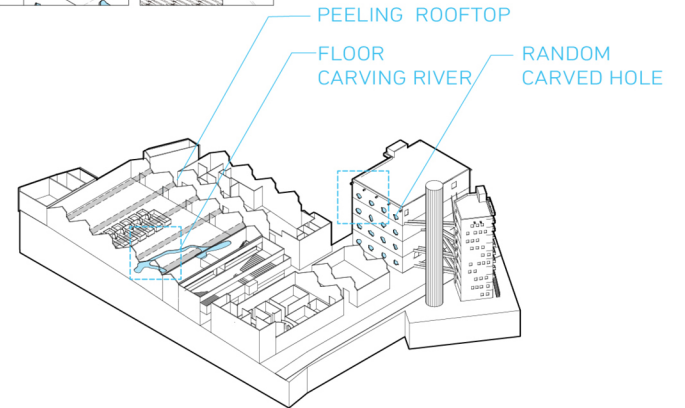 PEELING ROOFTOP
FLOOR
CARVING RIVER
RANDOM
CARVED HOLE